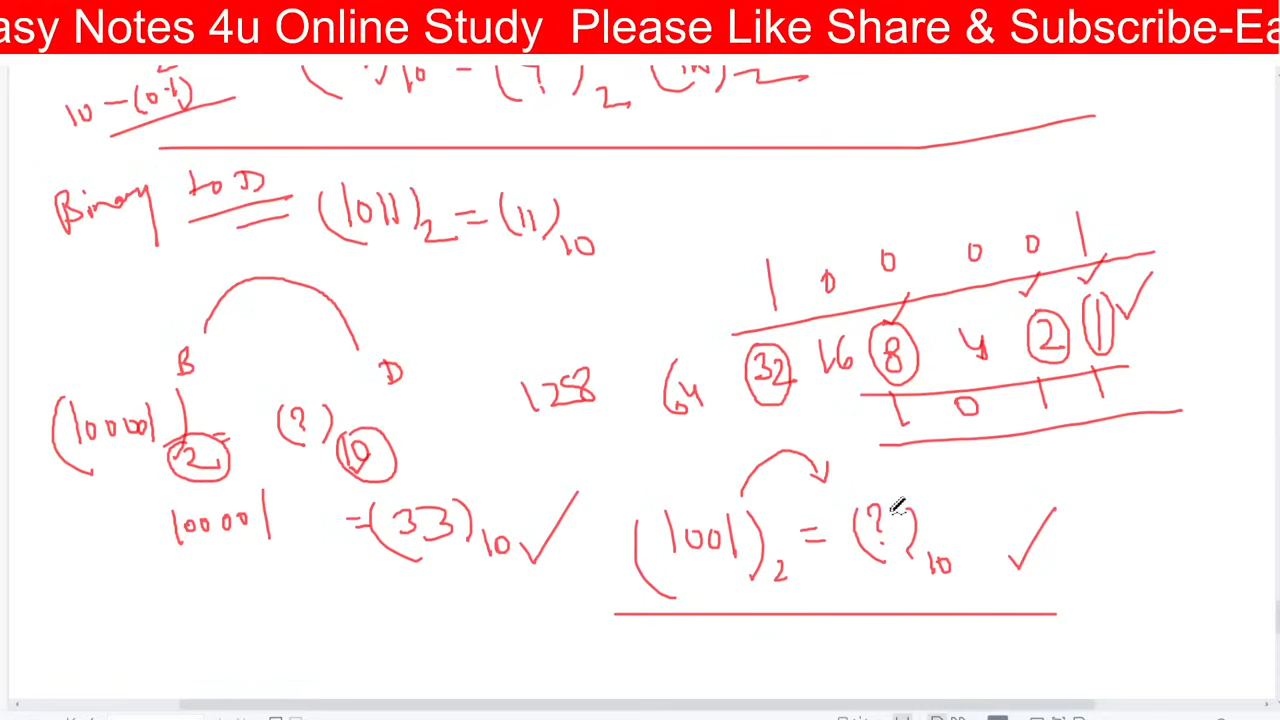 asy Notes 4u Online Study Please Like Share & Subscribe-Ea
10 - (0-1)
Binary to D (1011)2 = (11)10
1 0 0 0 0 1
B D
128 64 32 16 8 4 2 1
1 0 1 1
(100001)2 = (?)10
100001 = (33)10 ✓
(1001)2 = (?)10 ✓